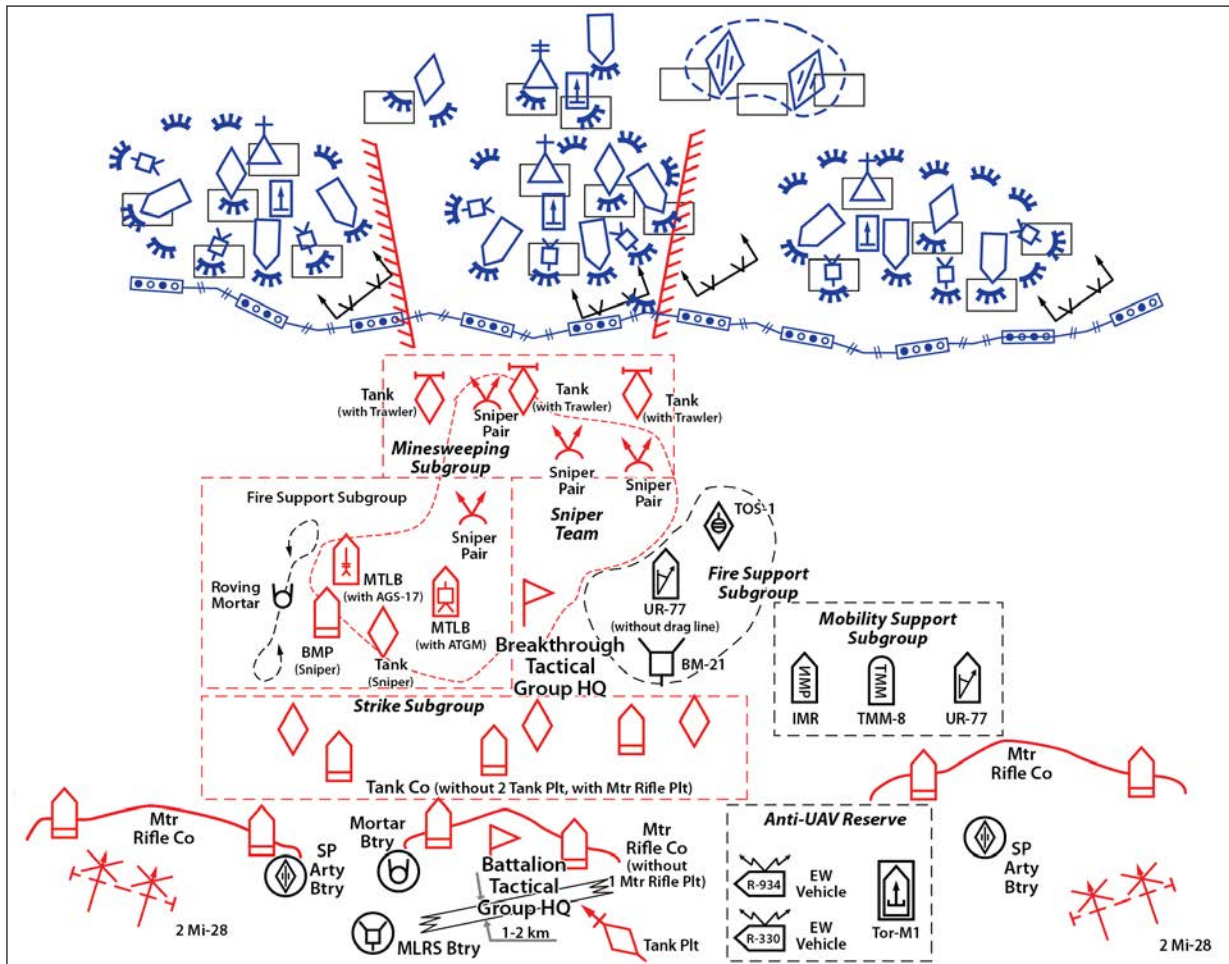 Tank
(with Trawler)
Sniper
Pair
Tank
(with Trawler)
Tank
(with Trawler)
Minesweeping
Subgroup
Sniper
Pair
Sniper
Pair
Fire Support Subgroup
Sniper
Pair
Sniper
Team
TOS-1
Roving
Mortar
MTLB
(with AGS-17)
MTLB
(with ATGM)
BMP
(Sniper)
Tank
(Sniper)
UR-77
(without drag line)
Fire Support
Subgroup
BM-21
Breakthrough
Tactical
Group HQ
Mobility Support
Subgroup
ИМР
TMM
IMR
TMM-8
UR-77
Strike Subgroup
Tank Co (without 2 Tank Plt, with Mtr Rifle Plt)
Mtr
Rifle Co
Mtr
Rifle Co
SP
Arty
Btry
Mortar
Btry
Mtr
Rifle Co
(without
1 Mtr Rifle Plt)
Battalion
Tactical
Group HQ
1-2 km
MLRS Btry
Tank Plt
Anti-UAV Reserve
R-934
EW
Vehicle
R-330
EW
Vehicle
Tor-M1
SP
Arty
Btry
2 Mi-28
2 Mi-28